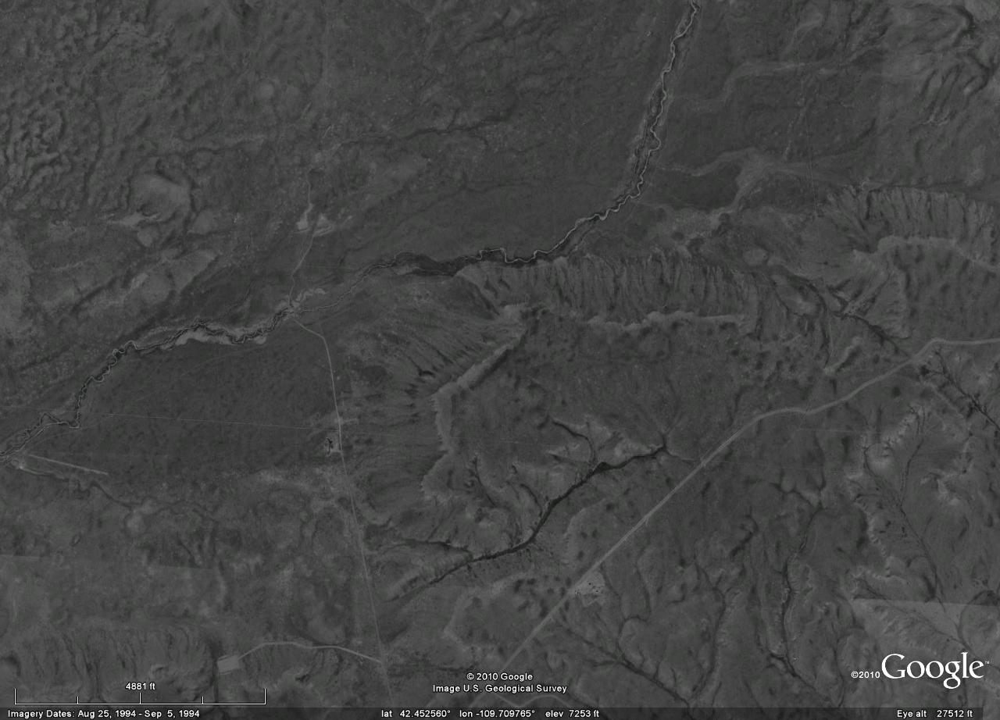 4881 ft
© 2010 Google
Image U.S. Geological Survey
©2010 Google™
Imagery Dates: Aug 25, 1994 - Sep 5, 1994 lat 42.452560° lon -109.709765° elev 7253 ft Eye alt 27512 ft